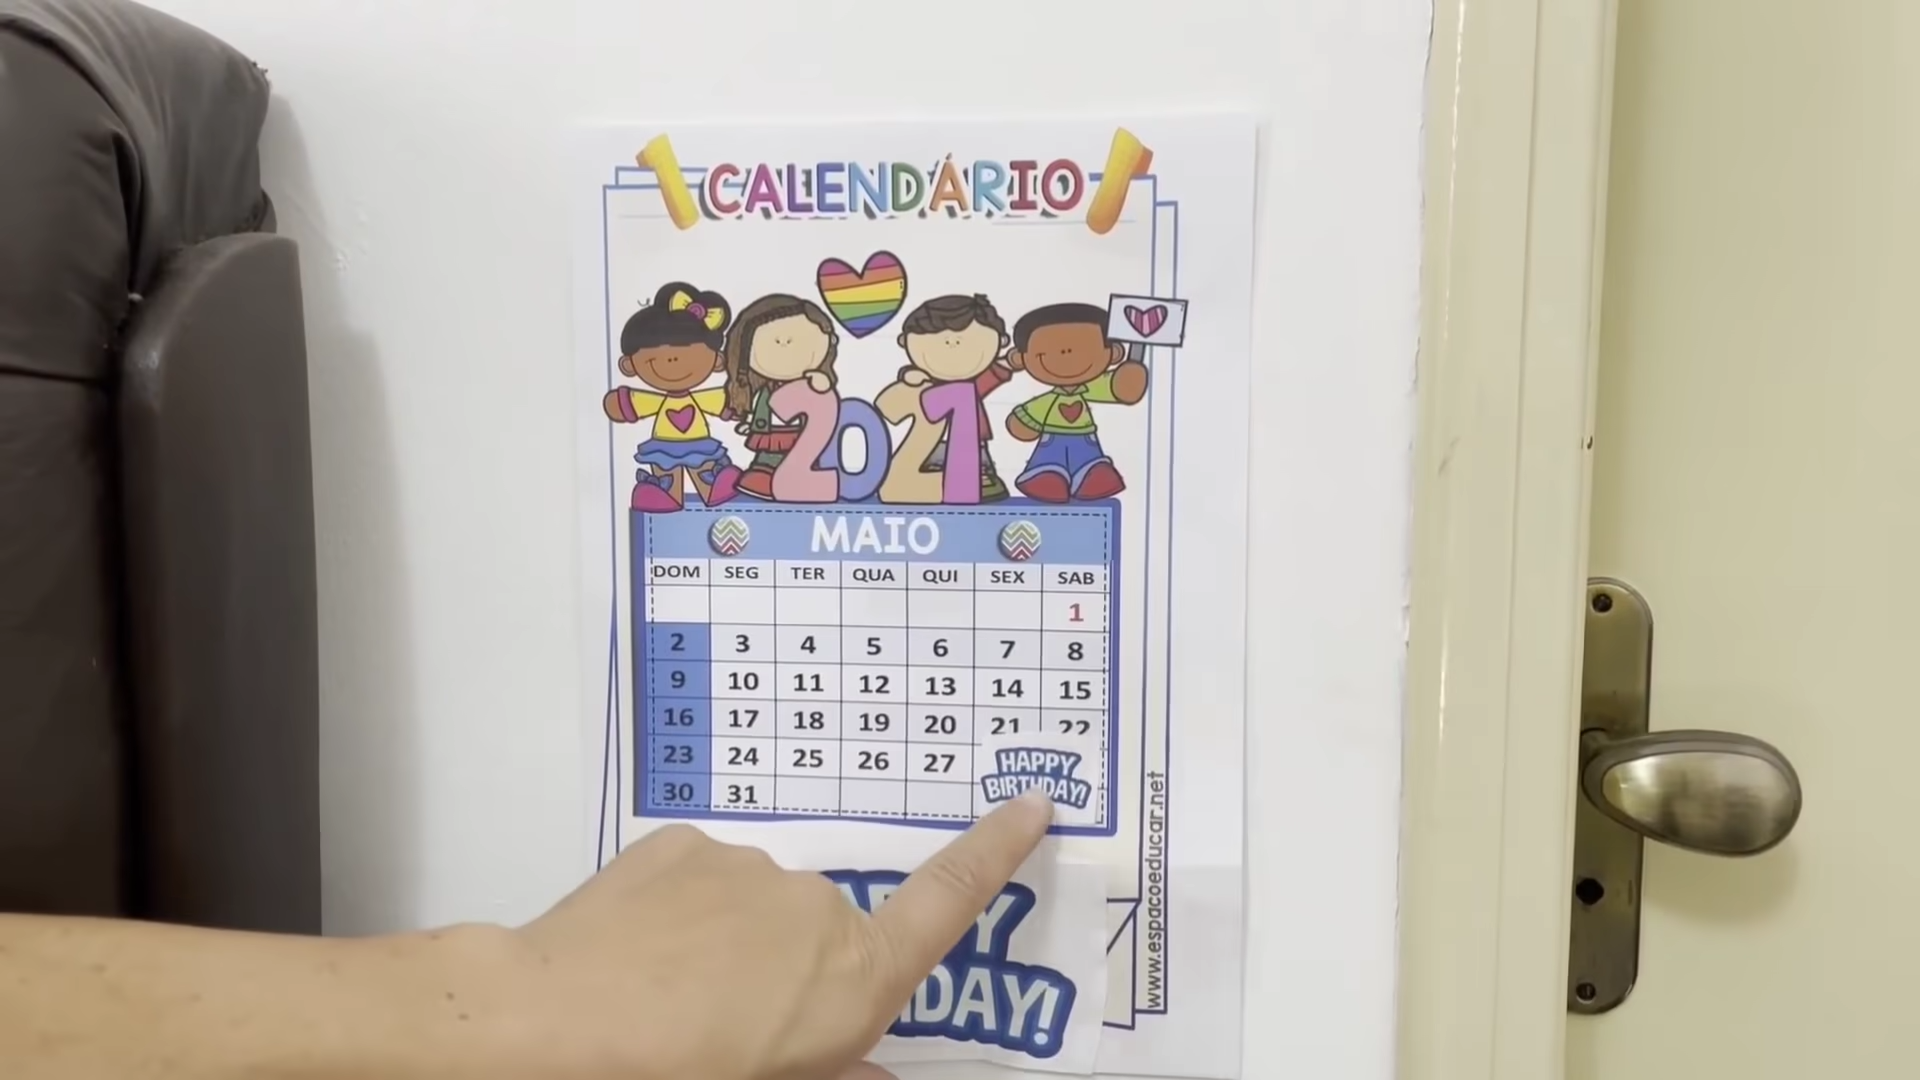 CALENDÁRIO
2021
MAIO
DOM SEG TER QUA QUI SEX SAB
1
2 3 4 5 6 7 8
9 10 11 12 13 14 15
16 17 18 19 20 21 22
23 24 25 26 27
30 31
HAPPY
BIRTHDAY!
DAY!
www.espacoeducar.net